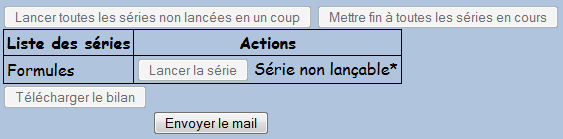 Lancer toutes les séries non lancées en un coup Mettre fin à toutes les séries en cours
Liste des séries Actions
Formules Lancer la série Série non lançable*
Télécharger le bilan
Envoyer le mail